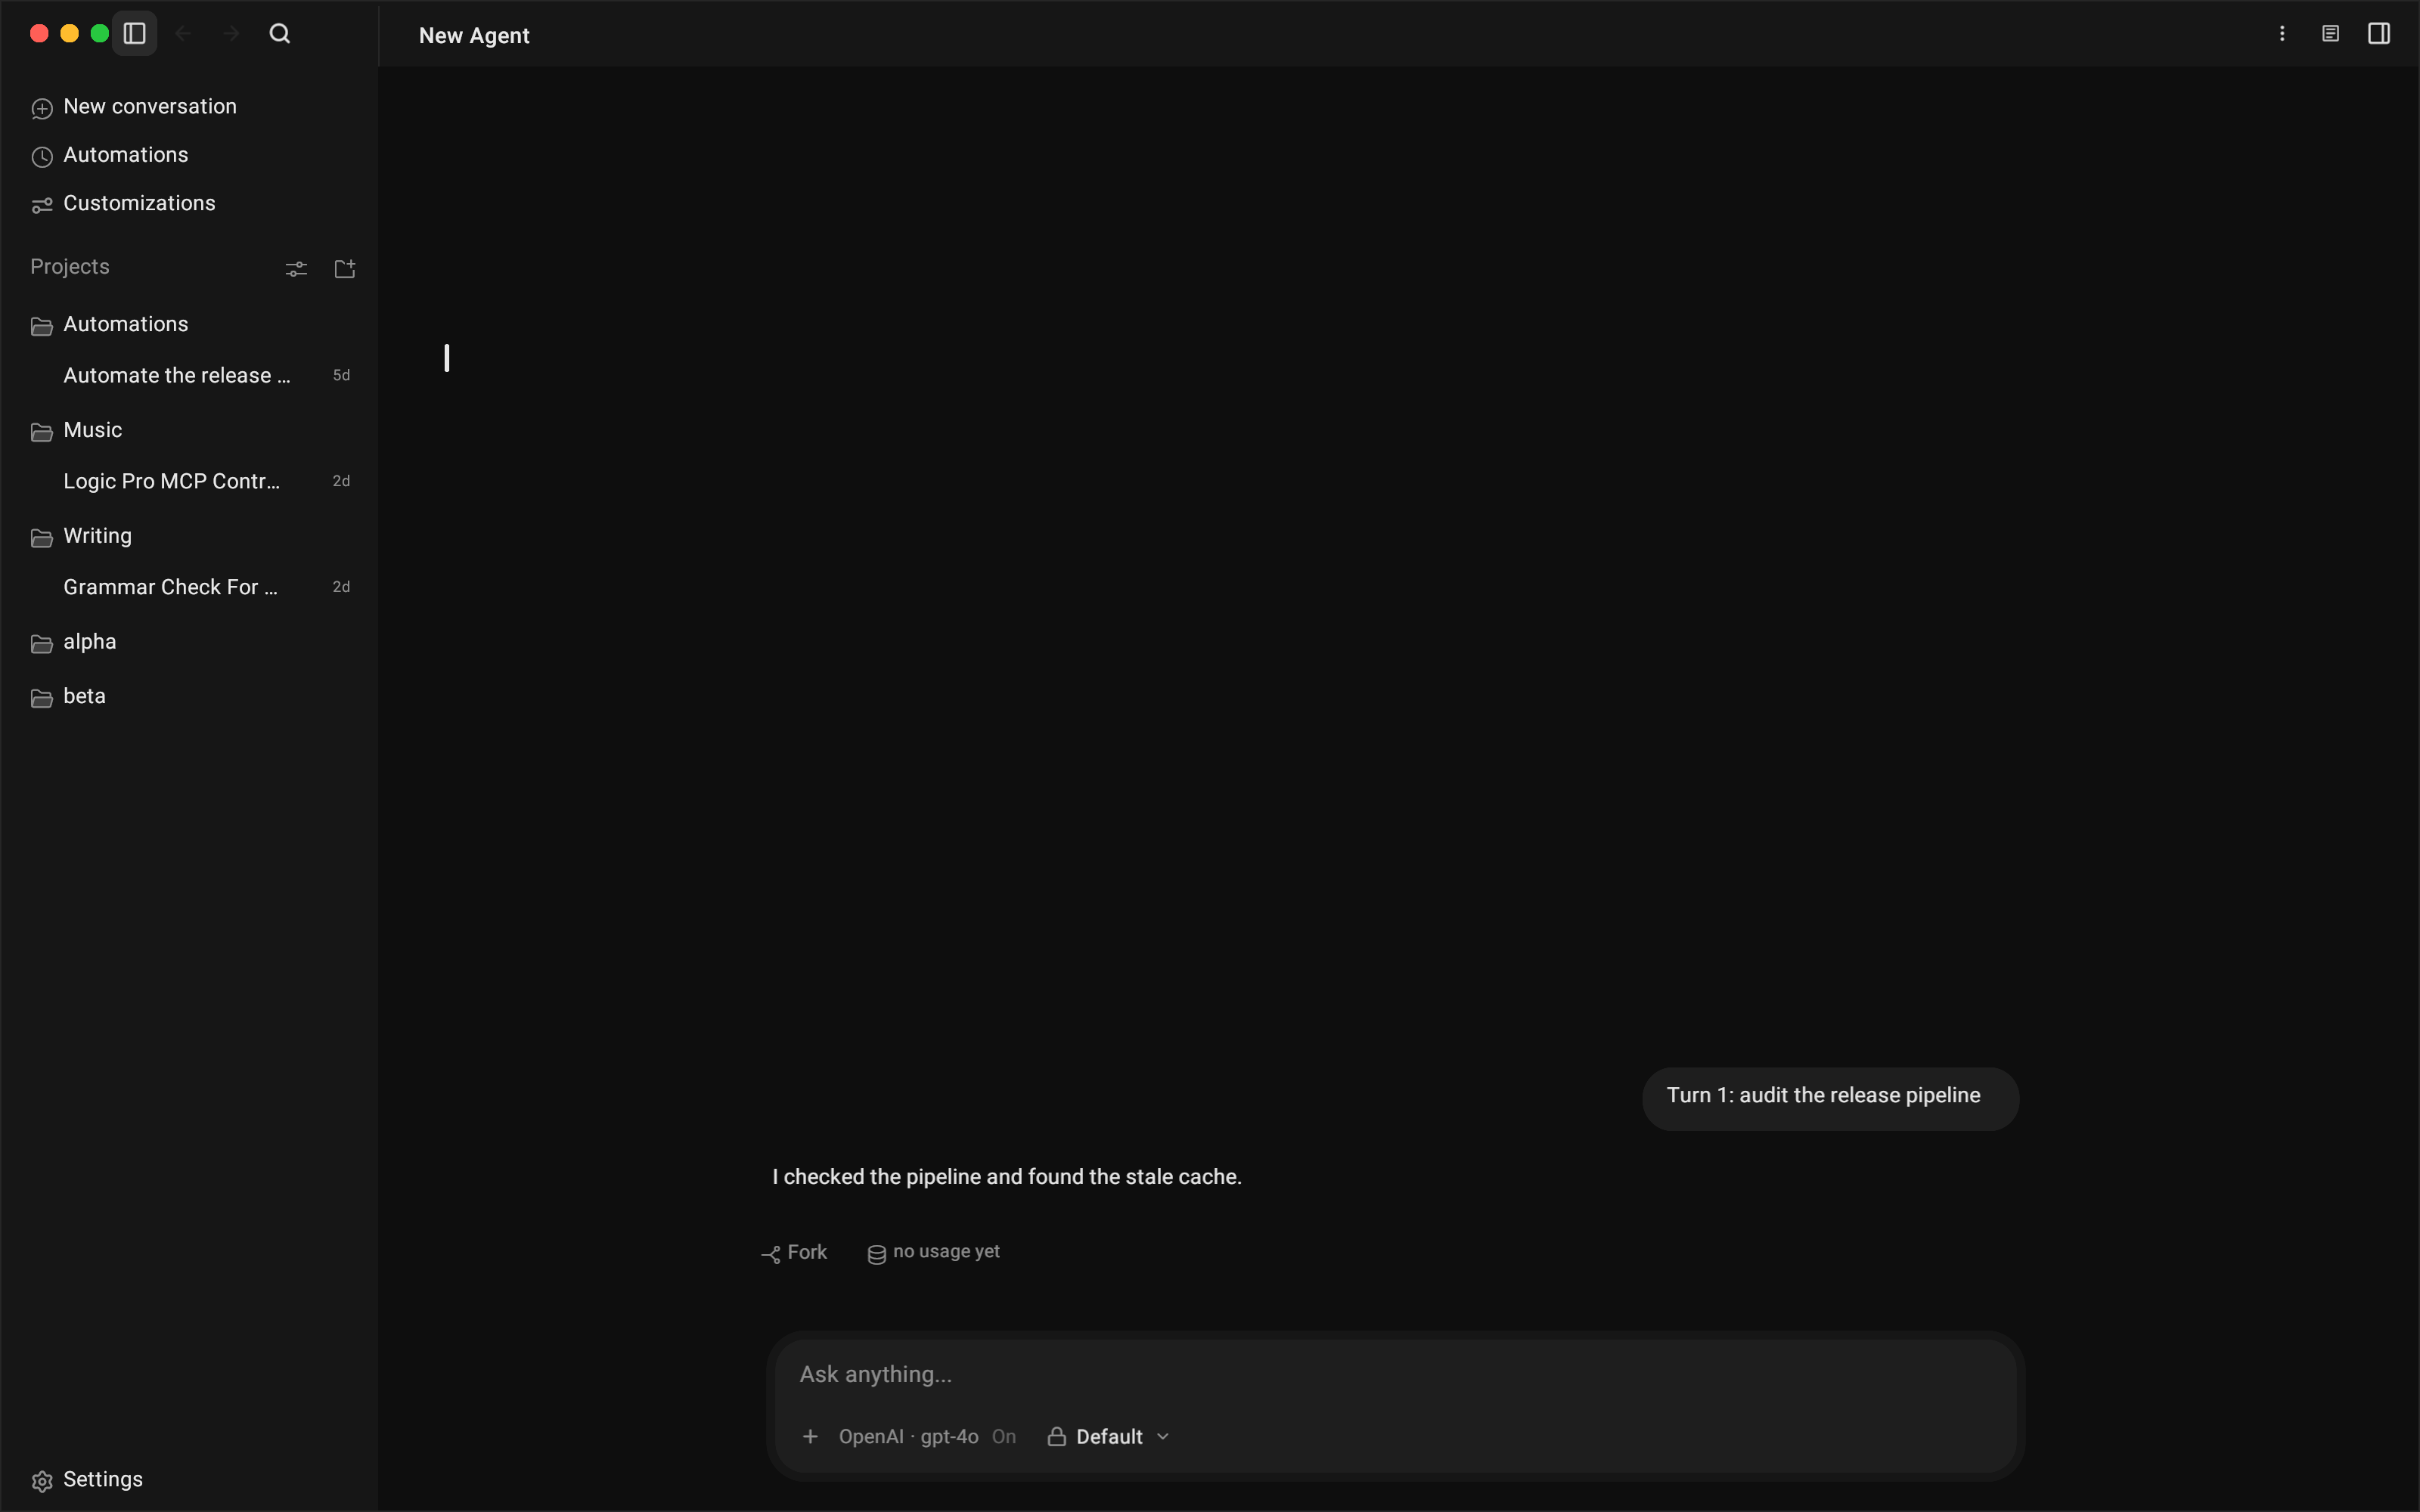 New Agent
New conversation
Automations
Customizations
Projects
Automations
Automate the release ... 5d
Music
Logic Pro MCP Contr... 2d
Writing
Grammar Check For ... 2d
alpha
beta
Settings
Turn 1: audit the release pipeline
I checked the pipeline and found the stale cache.
Fork no usage yet
Ask anything...
OpenAI · gpt-4o On Default